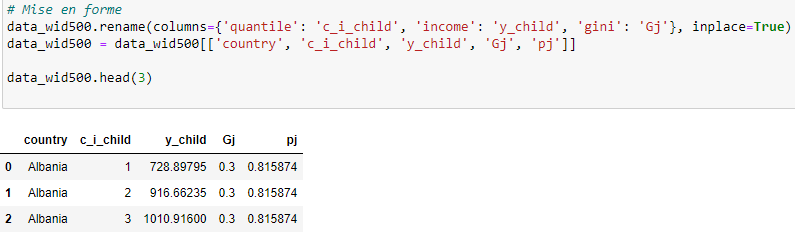 # Mise en forme
data_wid500.rename(columns={'quantile': 'c_i_child', 'income': 'y_child', 'gini': 'Gj'}, inplace=True)
data_wid500 = data_wid500[['country', 'c_i_child', 'y_child', 'Gj', 'pj']]
data_wid500.head(3)
country c_i_child y_child Gj pj
0 Albania 1 728.89795 0.3 0.815874
1 Albania 2 916.66235 0.3 0.815874
2 Albania 3 1010.91600 0.3 0.815874